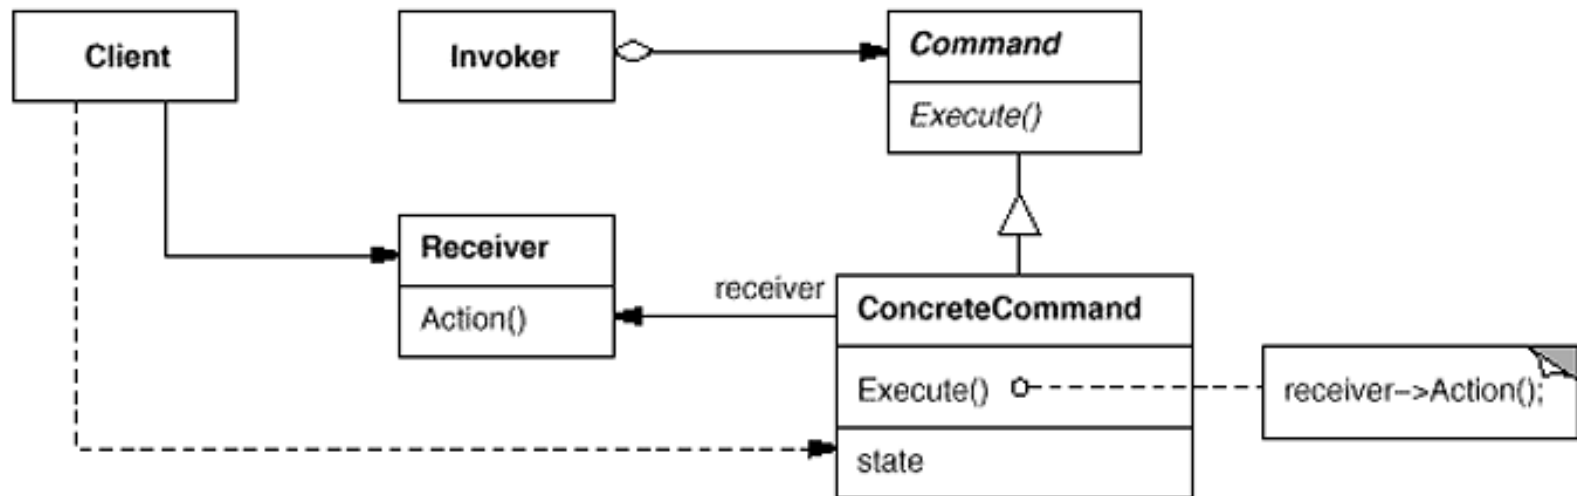 Client
Invoker
Command
Execute()
Receiver
Action()
receiver
ConcreteCommand
Execute()
receiver->Action();
state